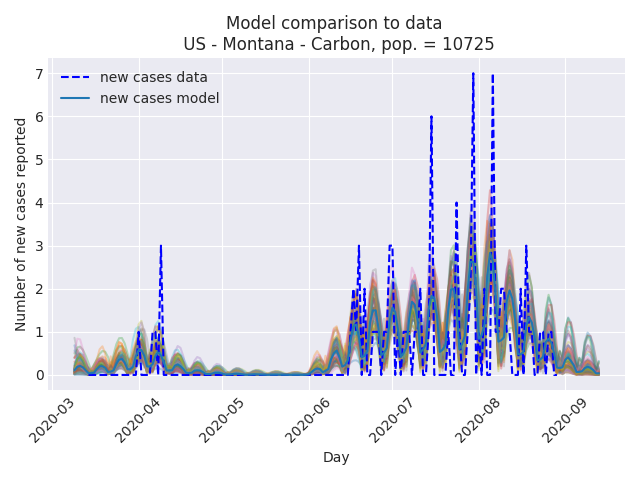 Model comparison to data
US - Montana - Carbon, pop. = 10725
new cases data
new cases model
Number of new cases reported
7
6
5
4
3
2
1
0
2020-03
2020-04
2020-05
2020-06
2020-07
2020-08
2020-09
Day